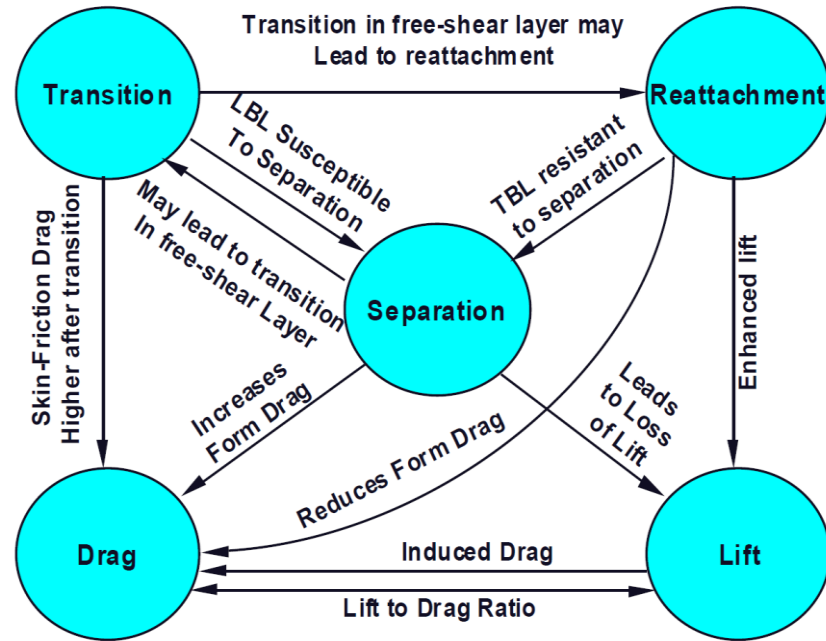 Transition in free-shear layer may
Lead to reattachment
Transition
Reattachment
LBL Susceptible
To Separation
TBL resistant
to separation
May lead to transition
In free-shear Layer
Skin-Friction Drag
Higher after transition
Separation
Enhanced lift
Increases
Form Drag
Leads
to Loss
of Lift
Reduces Form Drag
Drag
Induced Drag
Lift
Lift to Drag Ratio